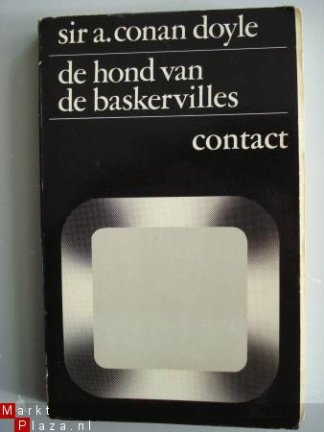 sir a. conan doyle
de hond van
de baskervilles
contact
Markt
Plaza.nl